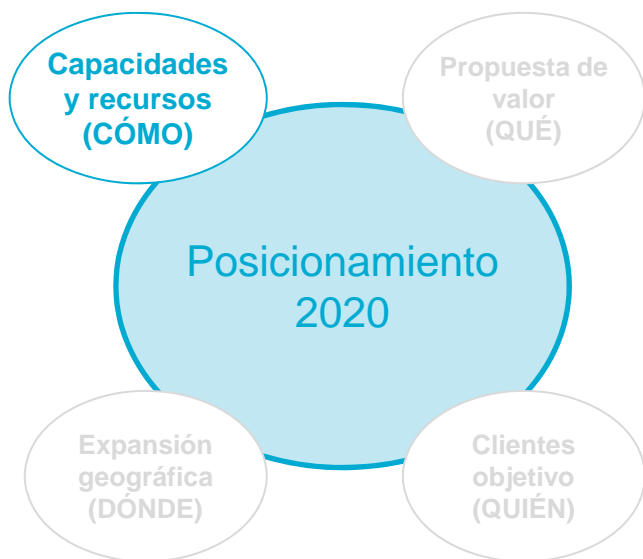 Capacidades
y recursos
(CÓMO)
Propuesta de
valor
(QUÉ)
Posicionamiento
2020
Expansión
geográfica
(DÓNDE)
Clientes
objetivo
(QUIÉN)